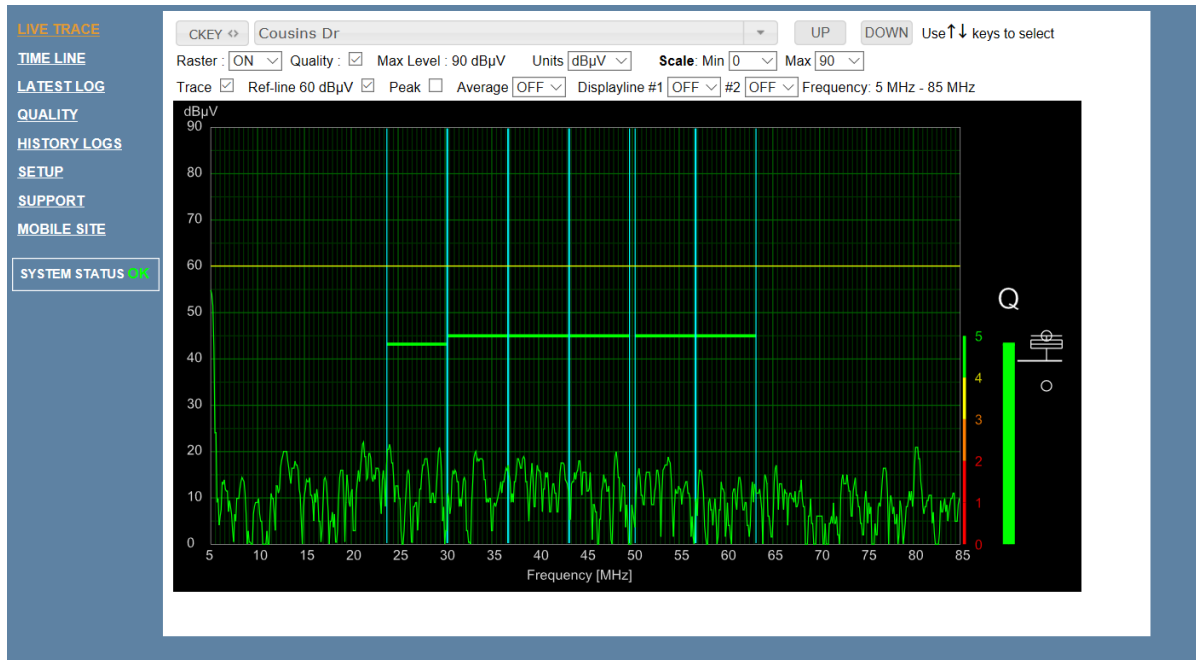 LIVE TRACE
TIME LINE
LATEST LOG
QUALITY
HISTORY LOGS
SETUP
SUPPORT
MOBILE SITE
SYSTEM STATUS OK
CKEY <> Cousins Dr UP DOWN Use↑↓ keys to select
Raster : ON Quality : Max Level : 90 dBµV Units dBµV Scale: Min 0 Max 90
Trace Ref-line 60 dBµV Peak Average OFF Displayline #1 OFF #2 OFF Frequency: 5 MHz - 85 MHz
dBµV
90
80
70
60
50
40
30
20
10
0
5 10 15 20 25 30 35 40 45 50 55 60 65 70 75 80 85
Frequency [MHz]
Q
5
4
3
2
1
0